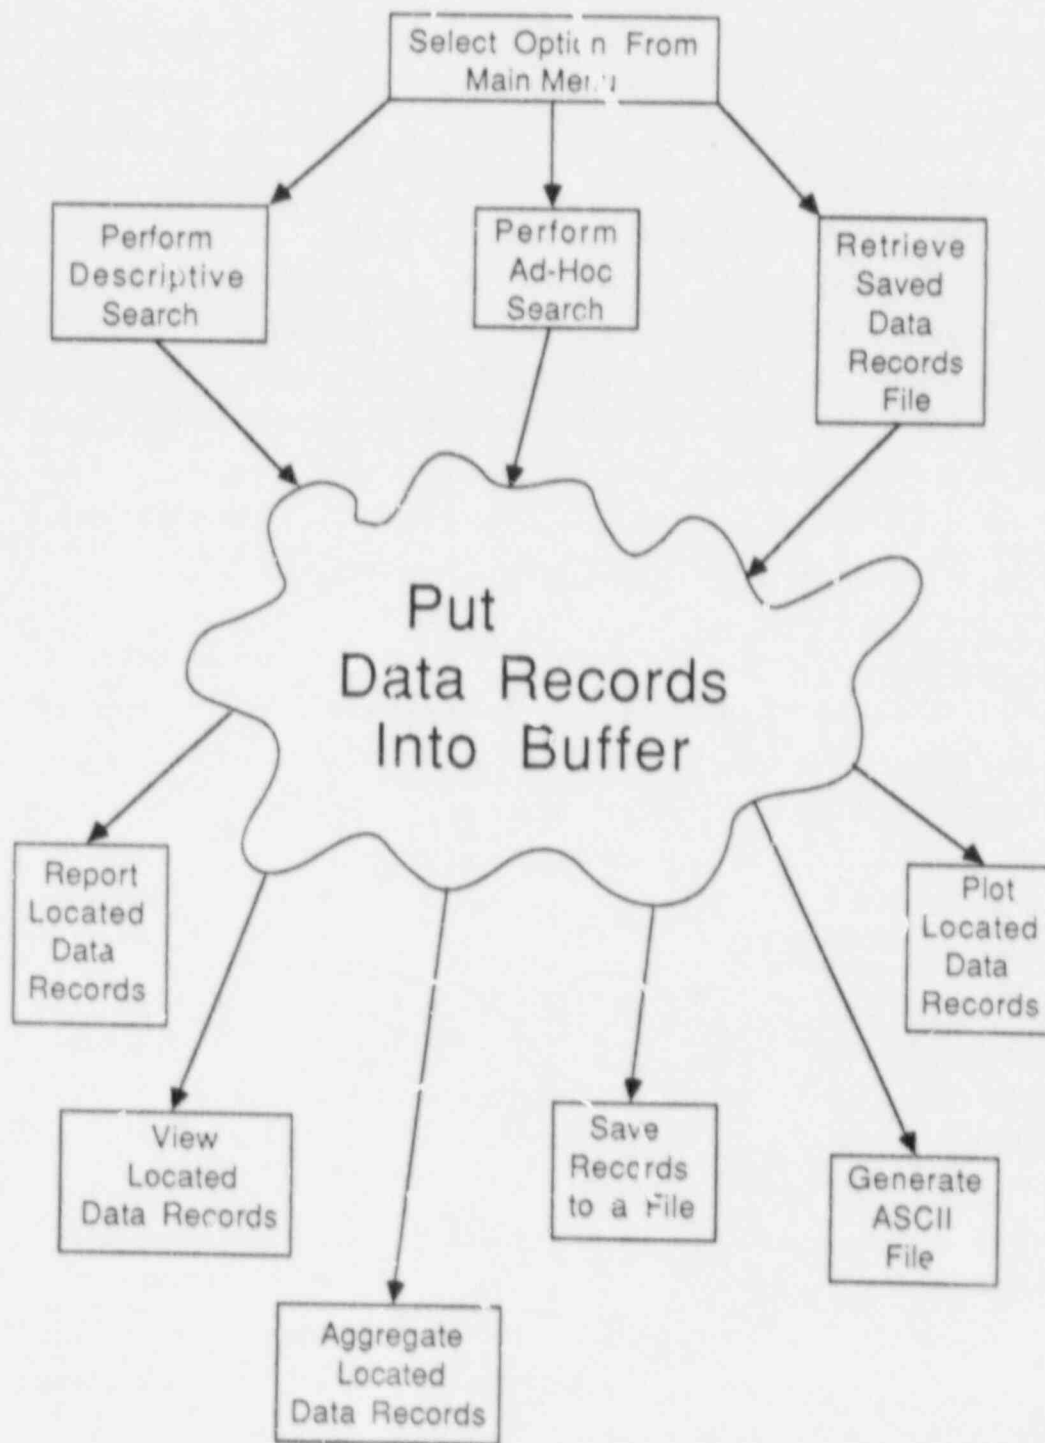 Select Option From
Main Menu
Perform
Descriptive
Search
Perform
Ad-Hoc
Search
Retrieve
Saved
Data
Records
File
Put
Data Records
Into Buffer
Report
Located
Data
Records
Plot
Located
Data
Records
View
Located
Data Records
Save
Records
to a File
Generate
ASCII
File
Aggregate
Located
Data Records